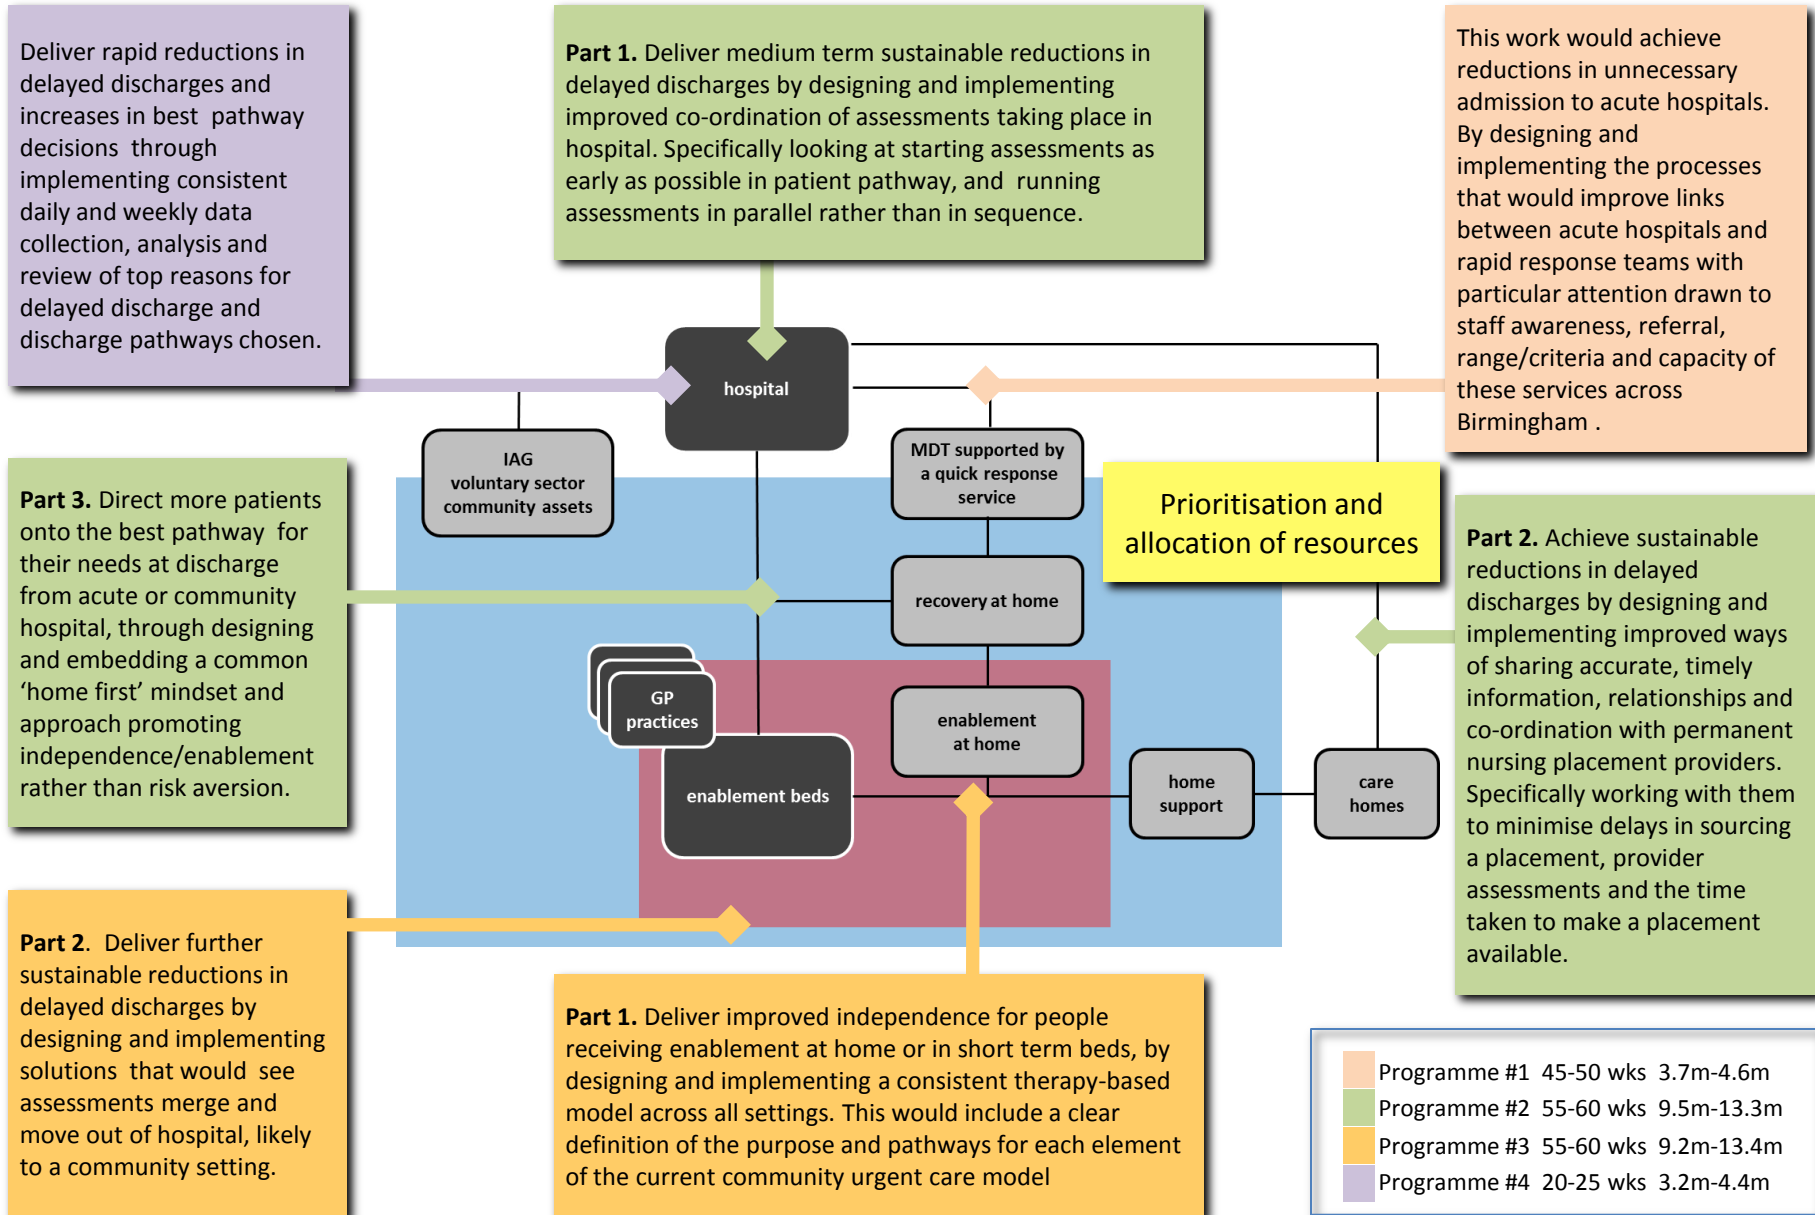 Deliver rapid reductions in
delayed discharges and
increases in best pathway
decisions through
implementing consistent
daily and weekly data
collection, analysis and
review of top reasons for
delayed discharge and
discharge pathways chosen.
Part 1. Deliver medium term sustainable reductions in
delayed discharges by designing and implementing
improved co-ordination of assessments taking place in
hospital. Specifically looking at starting assessments as
early as possible in patient pathway, and running
assessments in parallel rather than in sequence.
This work would achieve
reductions in unnecessary
admission to acute hospitals.
By designing and
implementing the processes
that would improve links
between acute hospitals and
rapid response teams with
particular attention drawn to
staff awareness, referral,
range/criteria and capacity of
these services across
Birmingham .
hospital
IAG
voluntary sector
community assets
MDT supported by
a quick response
service
Prioritisation and
allocation of resources
Part 3. Direct more patients
onto the best pathway for
their needs at discharge
from acute or community
hospital, through designing
and embedding a common
‘home first’ mindset and
approach promoting
independence/enablement
rather than risk aversion.
recovery at home
GP
practices
enablement
at home
enablement beds
home
support
care
homes
Part 2. Achieve sustainable
reductions in delayed
discharges by designing and
implementing improved ways
of sharing accurate, timely
information, relationships and
co-ordination with permanent
nursing placement providers.
Specifically working with them
to minimise delays in sourcing
a placement, provider
assessments and the time
taken to make a placement
available.
Part 2. Deliver further
sustainable reductions in
delayed discharges by
designing and implementing
solutions that would see
assessments merge and
move out of hospital, likely
to a community setting.
Part 1. Deliver improved independence for people
receiving enablement at home or in short term beds, by
designing and implementing a consistent therapy-based
model across all settings. This would include a clear
definition of the purpose and pathways for each element
of the current community urgent care model
Programme #1 45-50 wks 3.7m-4.6m
Programme #2 55-60 wks 9.5m-13.3m
Programme #3 55-60 wks 9.2m-13.4m
Programme #4 20-25 wks 3.2m-4.4m